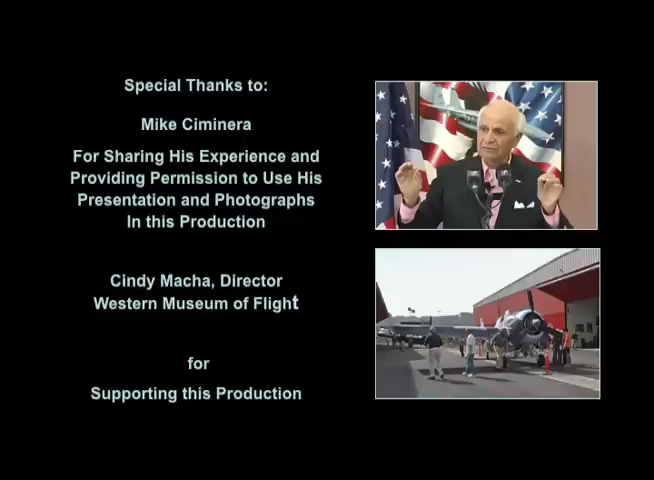 Special Thanks to:
Mike Ciminera
For Sharing His Experience and
Providing Permission to Use His
Presentation and Photographs
In this Production
Cindy Macha, Director
Western Museum of Flight
for
Supporting this Production